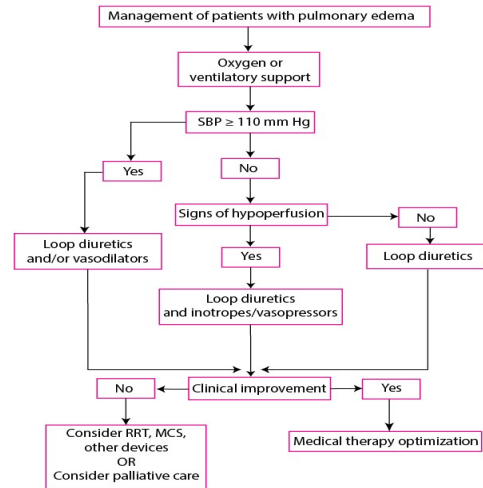 Management of patients with pulmonary edema
Oxygen or
ventilatory support
SBP ≥ 110 mm Hg
Yes
No
Signs of hypoperfusion
No
Loop diuretics
and/or vasodilators
Yes
Loop diuretics
Loop diuretics
and inotropes/vasopressors
No
Clinical improvement
Yes
Consider RRT, MCS,
other devices
OR
Consider palliative care
Medical therapy optimization